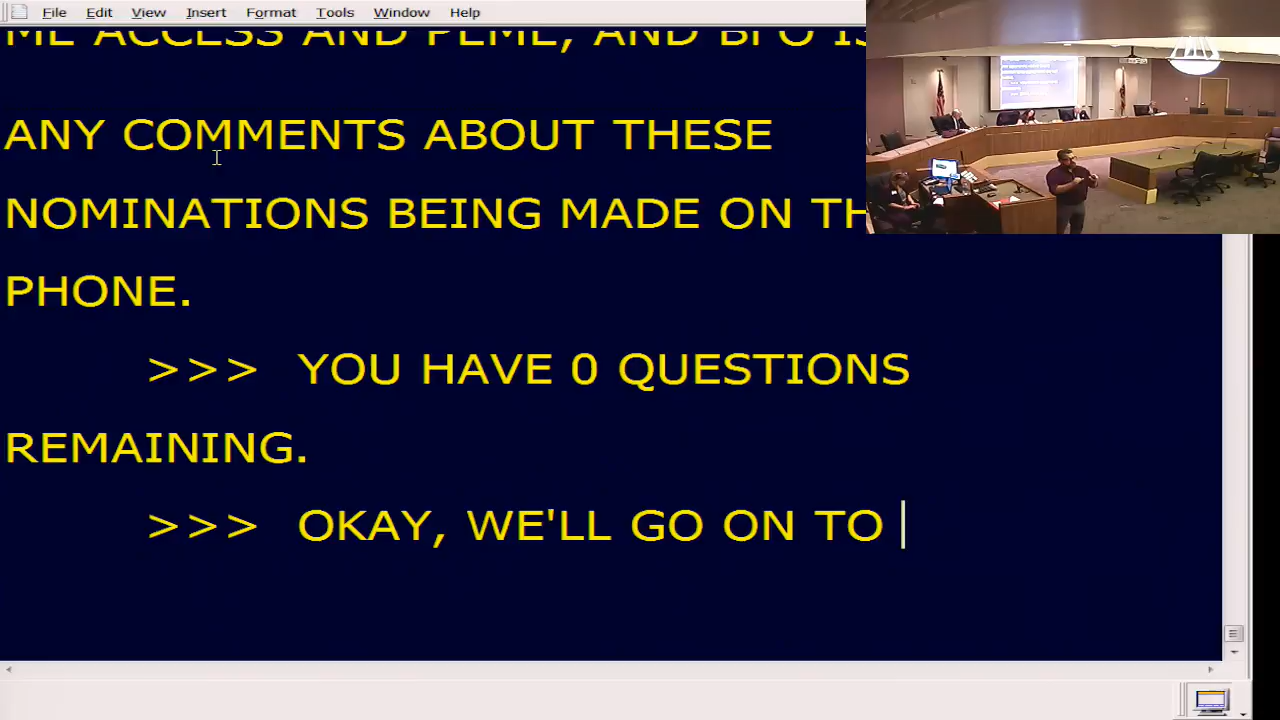 File Edit View Insert Format Tools Window Help
ANY COMMENTS ABOUT THESE
NOMINATIONS BEING MADE ON
PHONE.
>>> YOU HAVE 0 QUESTIONS
REMAINING.
>>> OKAY, WE'LL GO ON TO